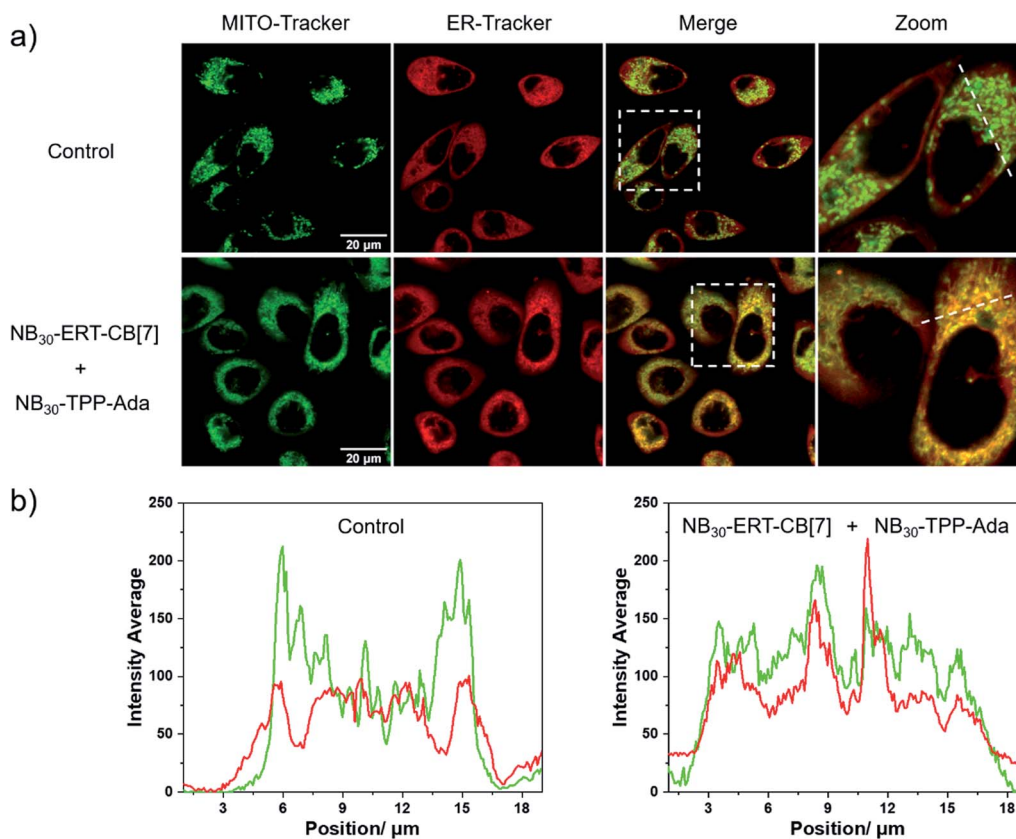 a)
MITO-Tracker ER-Tracker Merge Zoom
Control
20 μm
NB₃₀-ERT-CB[7]
+
NB₃₀-TPP-Ada
20 μm
b)
250
200
150
100
50
0
Intensity Average
Control
3 6 9 12 15 18
Position/ μm
250
200
150
100
50
0
Intensity Average
NB₃₀-ERT-CB[7] + NB₃₀-TPP-Ada
3 6 9 12 15 18
Position/ μm